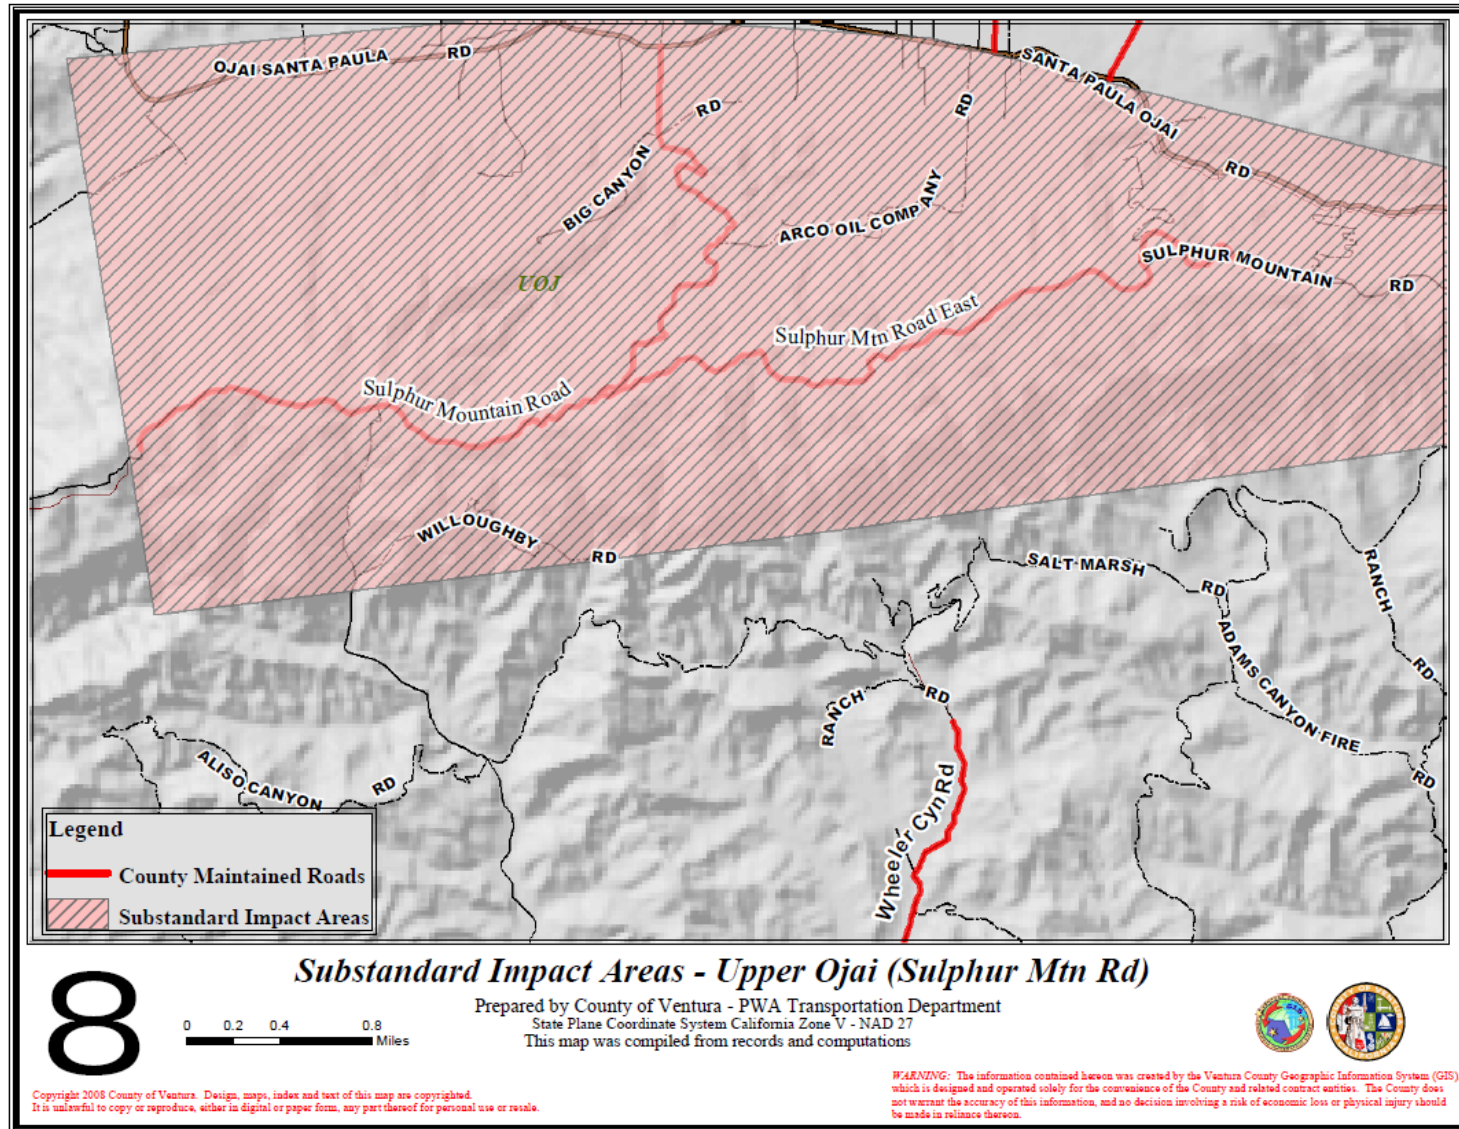 OJAI SANTA PAULA RD
SANTA PAULA OJAI RD
BIG CANYON RD
ARCO OIL COMPANY RD
SULPHUR MOUNTAIN RD
UOJ
Sulphur Mtn Road East
Sulphur Mountain Road
WILLOUGHBY RD
SALT MARSH RD
RANCH RD
ADAMS CANYON FIRE RD
RANCH RD
ALISO CANYON RD
Wheeler Cyn Rd
Legend
County Maintained Roads
Substandard Impact Areas
8
Substandard Impact Areas - Upper Ojai (Sulphur Mtn Rd)
Prepared by County of Ventura - PWA Transportation Department
State Plane Coordinate System California Zone V - NAD 27
This map was compiled from records and computations
0 0.2 0.4 0.8
Miles
Copyright 2008 County of Ventura. Design, maps, index and text of this map are copyrighted.
It is unlawful to copy or reproduce, either in digital or paper form, any part thereof for personal use or resale.
WARNING: The information contained hereon was created by the Ventura County Geographic Information System (GIS),
which is designed and operated solely for the convenience of the County and related contract entities. The County does
not warrant the accuracy of this information, and no decision involving a risk of economic loss or physical injury should
be made in reliance thereon.